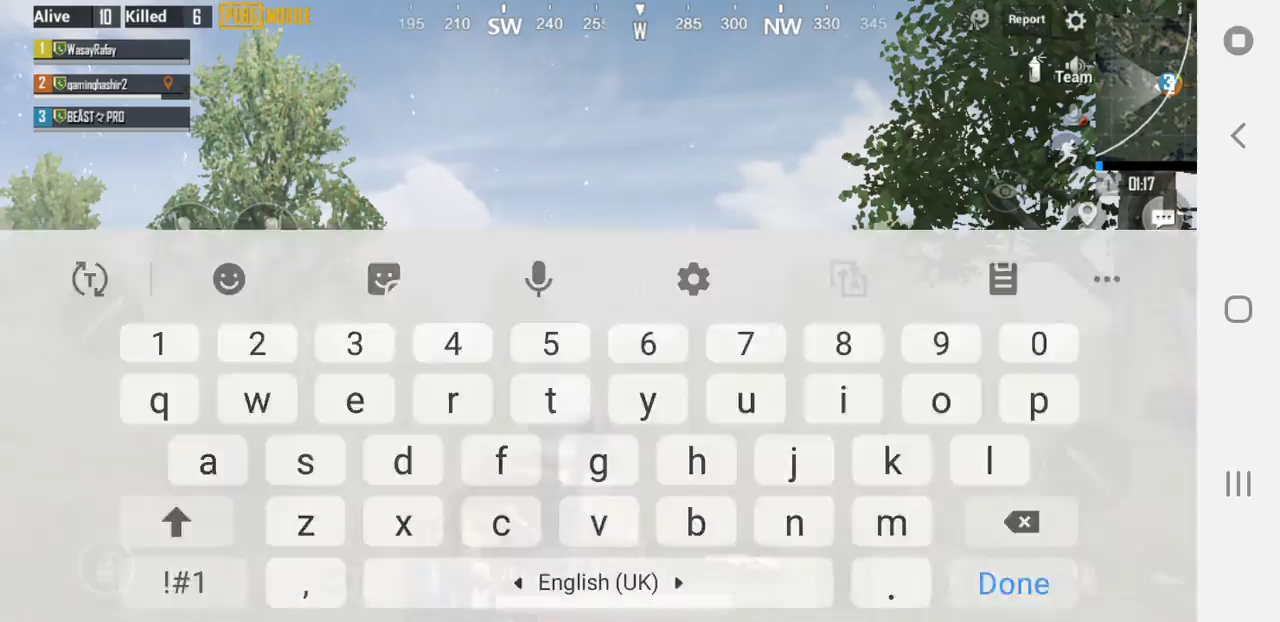 Alive 10 Killed 6 PUBG MOBILE
195 210 SW 240 255 W 285 300 NW 330 345
Report
1 WasayRafay
2 gaminghashir2
3 BEÄST々PRO
Team
3
01:17
1 2 3 4 5 6 7 8 9 0
q w e r t y u i o p
a s d f g h j k l
z x c v b n m
!#1 , English (UK) . Done